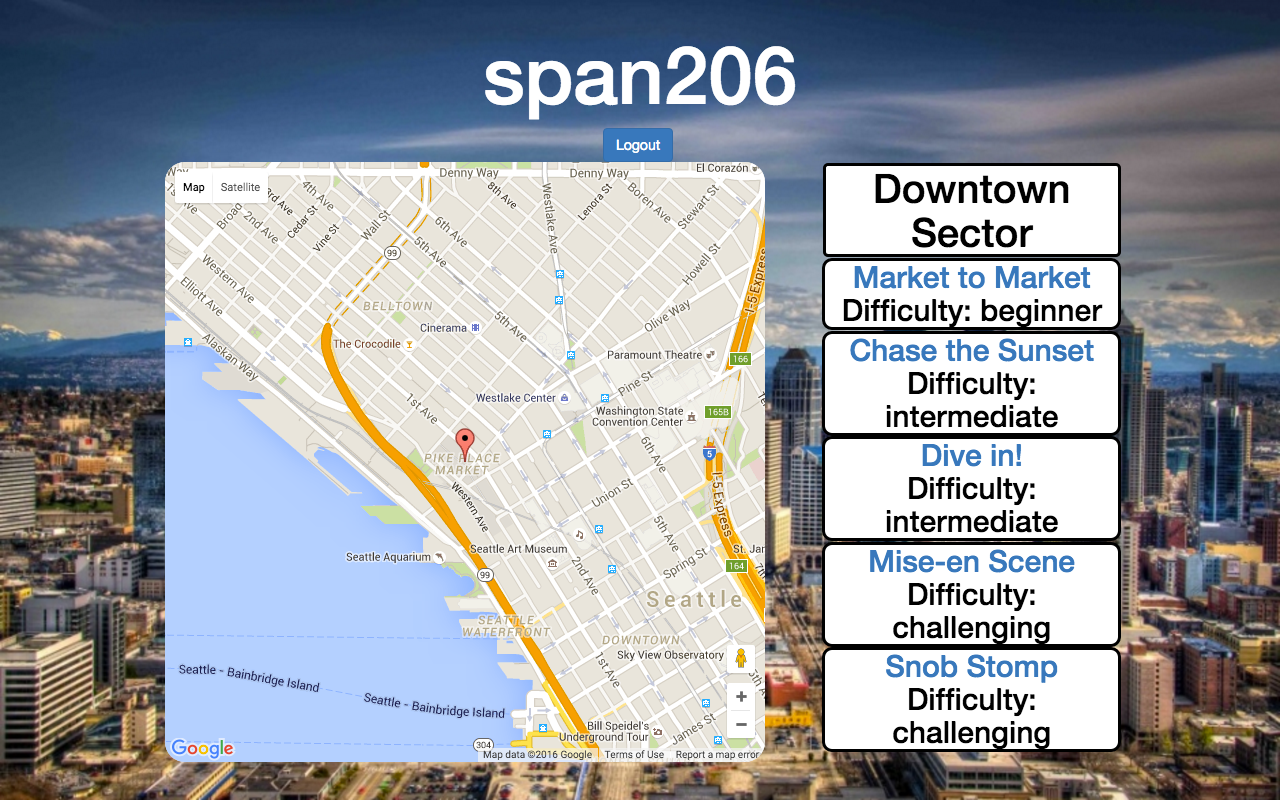 span206
Logout
Map
Satellite
Denny Way
Denny Way
El Corazón
4th Ave
3rd Ave
Broad
2nd Ave
Cedar St
Vine St
Wall St
8th Ave
Westlake Ave
Lenora St
Boren Ave
Stewart St
6th Ave
5th Ave
99
Howell St
I-5 Express
Western Ave
Elliott Ave
BELLTOWN
Cinerama
5th Ave
Olive Way
Alaskan Way
The Crocodile
Paramount Theatre
166
Pine St
Westlake Center
1st Ave
Washington State
Convention Center
165B
6th Ave
5
PIKE PLACE
MARKET
I-5 Express
Western Ave
Union St
5th Ave
Seattle Aquarium
Seattle Art Museum
2nd Ave
St. Jar
Spring St
7th
164
99
Seattle
SEATTLE
WATERFRONT
DOWNTOWN
Sky View Observatory
1st Ave
Seattle - Bainbridge Island
Seattle - Bainbridge Island
Bill Speidel's
Underground Tour
James St
+
−
304
Google
Map data ©2016 Google
Terms of Use
Report a map error
Downtown
Sector
Market to Market
Difficulty: beginner
Chase the Sunset
Difficulty:
intermediate
Dive in!
Difficulty:
intermediate
Mise-en Scene
Difficulty:
challenging
Snob Stomp
Difficulty:
challenging